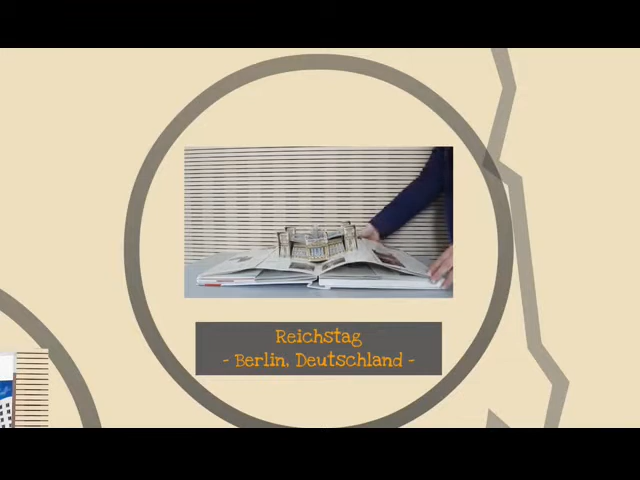 Reichstag
- Berlin, Deutschland -